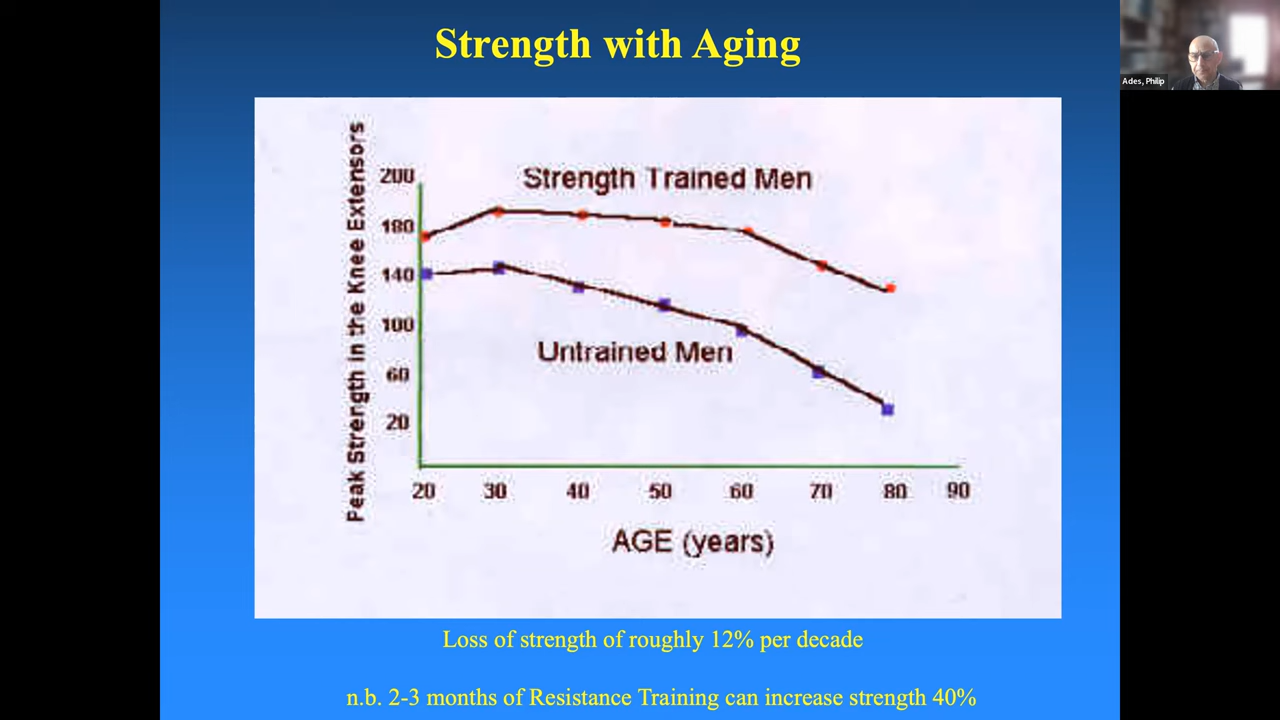 Strength with Aging
Ades, Philip
Peak Strength in the Knee Extensors
200
180
140
100
60
20
Strength Trained Men
Untrained Men
20 30 40 50 60 70 80 90
AGE (years)
Loss of strength of roughly 12% per decade
n.b. 2-3 months of Resistance Training can increase strength 40%